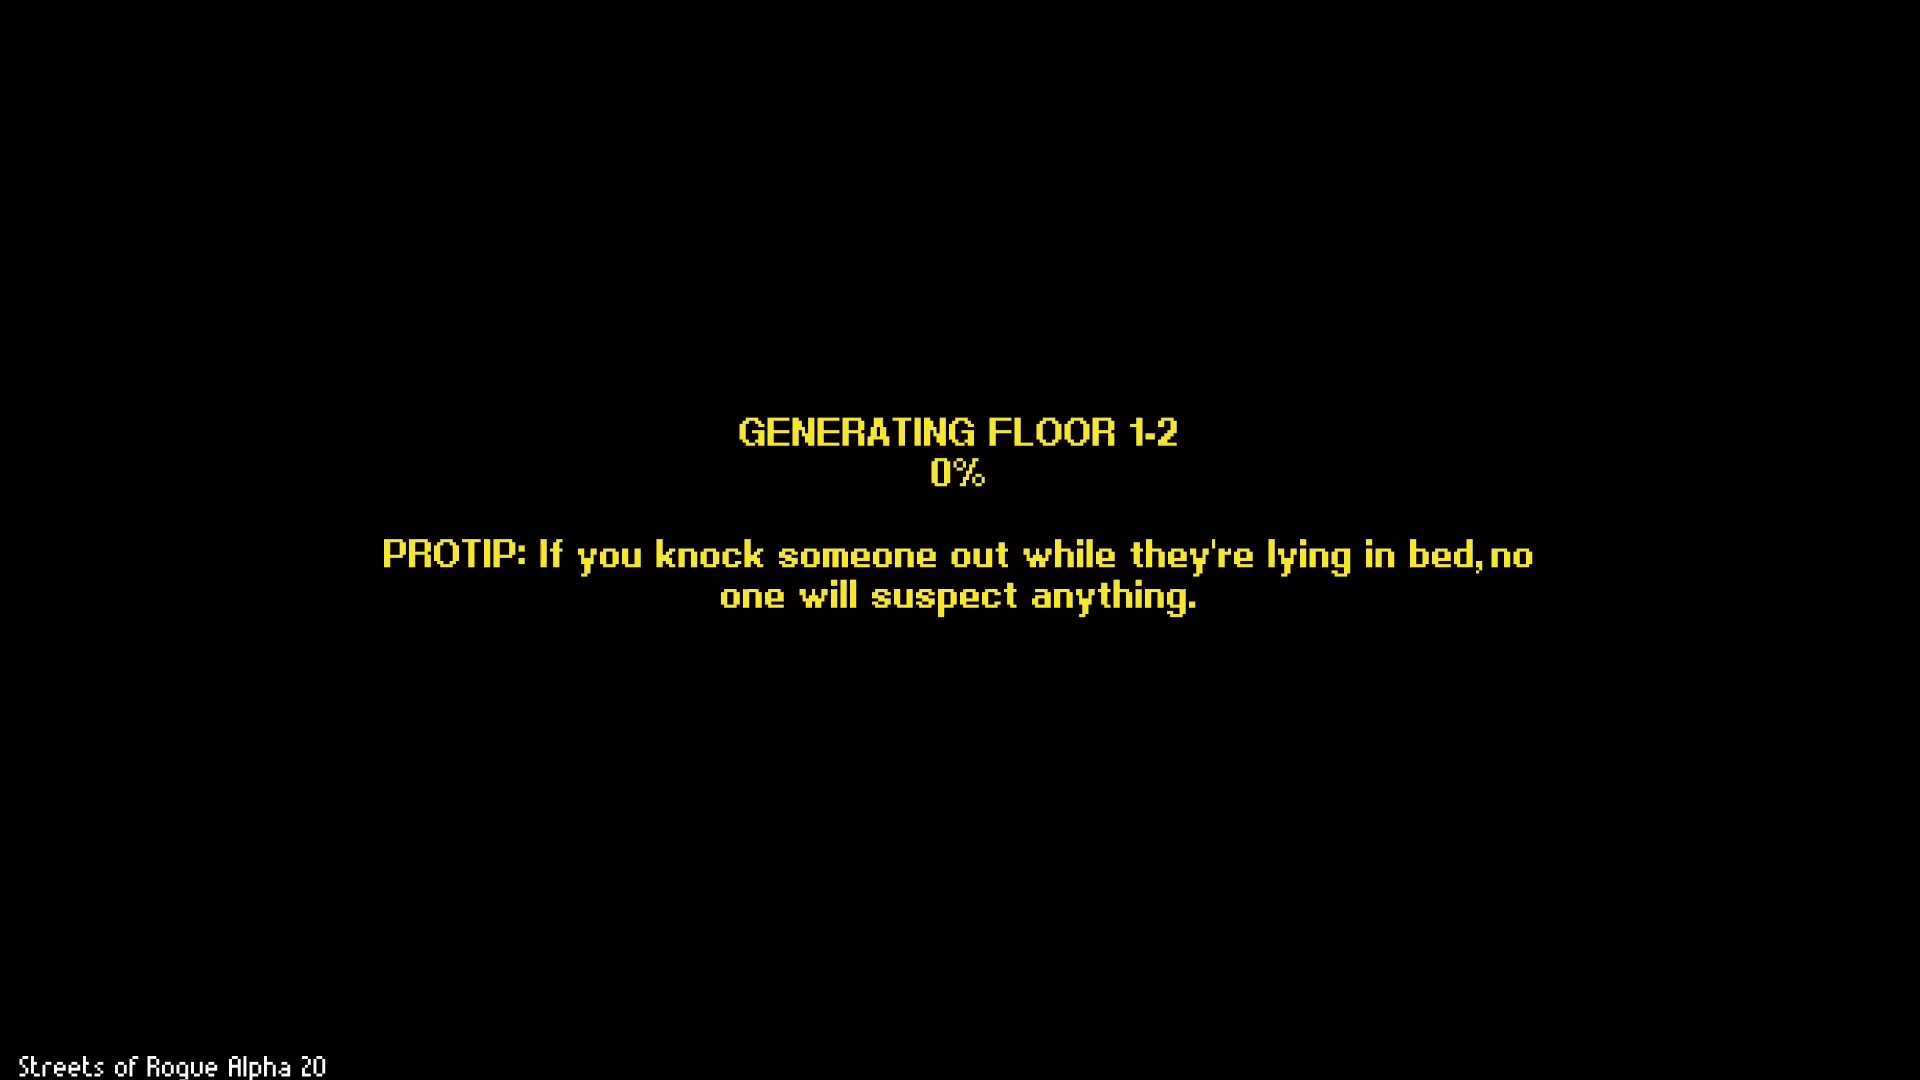 GENERATING FLOOR 1-2
0%
PROTIP: If you knock someone out while they're lying in bed, no
one will suspect anything.
Streets of Rogue Alpha 20